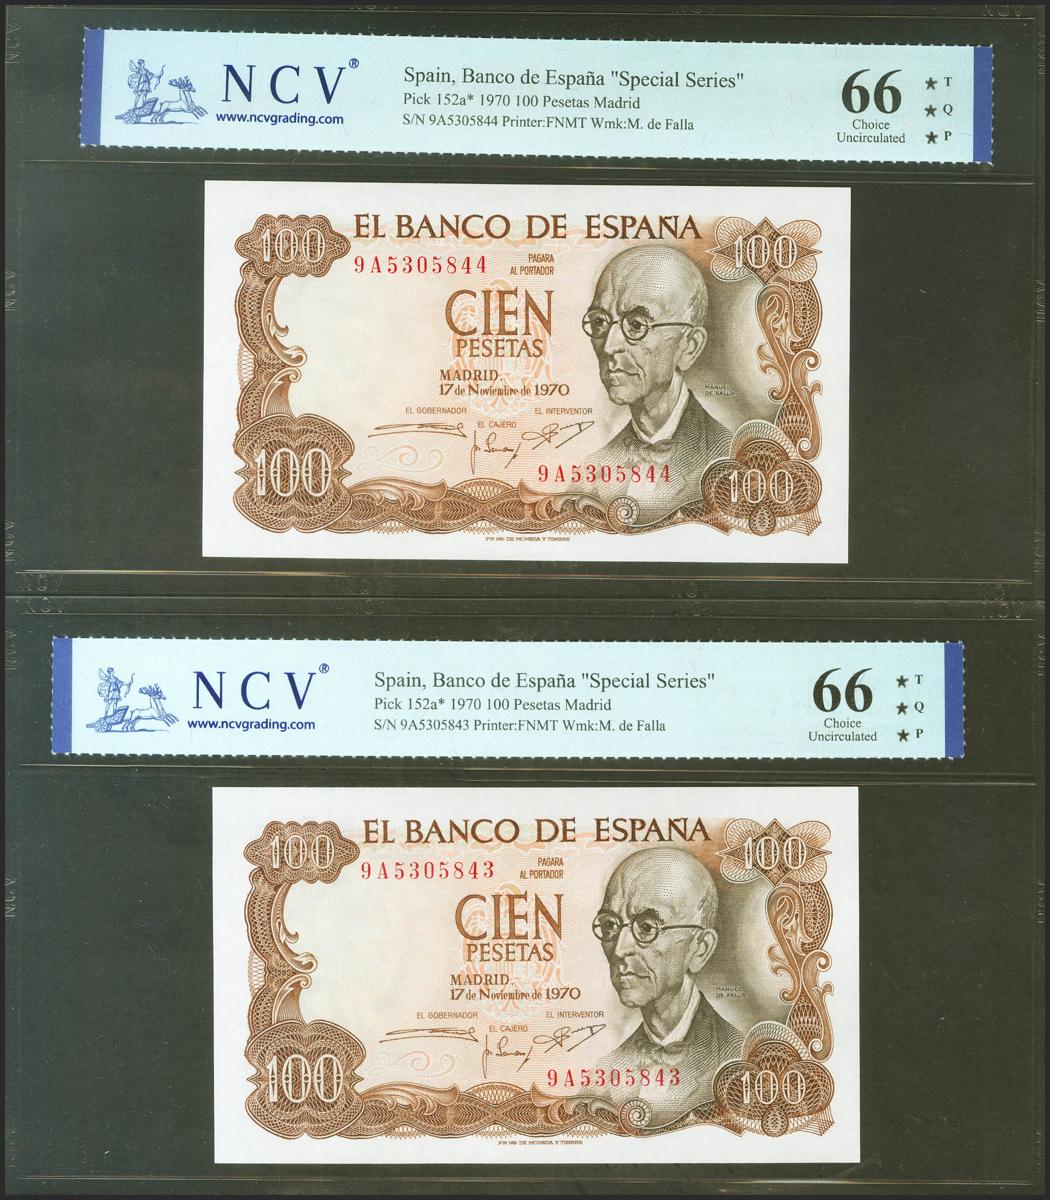 NCV®
www.ncvgrading.com
Spain, Banco de España "Special Series"
Pick 152a* 1970 100 Pesetas Madrid
S/N 9A5305844 Printer:FNMT Wmk:M. de Falla
66
Choice
Uncirculated
★ T
★ Q
★ P
EL BANCO DE ESPAÑA
100
100
9A5305844
PAGARA
AL PORTADOR
CIEN
PESETAS
MADRID.
17 de Noviembre de 1970
MANUEL
DE FALLA
EL GOBERNADOR
EL INTERVENTOR
EL CAJERO
9A5305844
100
100
NCV
NCV
NCV®
www.ncvgrading.com
Spain, Banco de España "Special Series"
Pick 152a* 1970 100 Pesetas Madrid
S/N 9A5305843 Printer:FNMT Wmk:M. de Falla
66
Choice
Uncirculated
★ T
★ Q
★ P
EL BANCO DE ESPAÑA
100
100
9A5305843
PAGARA
AL PORTADOR
CIEN
PESETAS
MADRID.
17 de Noviembre de 1970
MANUEL
DE FALLA
EL GOBERNADOR
EL INTERVENTOR
EL CAJERO
9A5305843
100
100